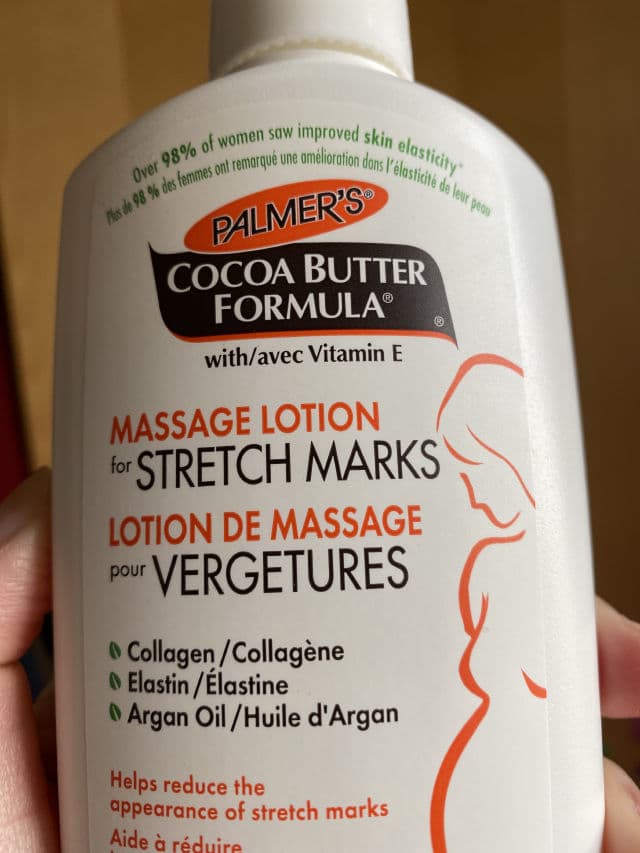 Over 98% of women saw improved skin elasticity*
Plus de 98 % des femmes ont remarqué une amélioration dans l'élasticité de leur peau
PALMER'S®
COCOA BUTTER
FORMULA®
®
with/avec Vitamin E
MASSAGE LOTION
for STRETCH MARKS
LOTION DE MASSAGE
pour VERGETURES
Collagen/Collagène
Elastin/Élastine
Argan Oil/Huile d'Argan
Helps reduce the
appearance of stretch marks
Aide à réduire